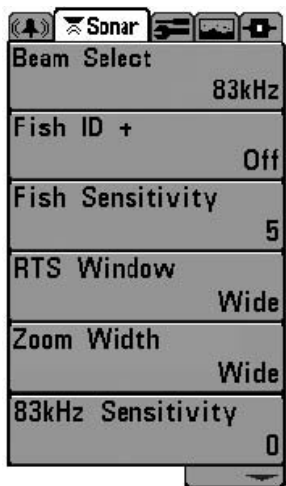 Sonar
Beam Select
83kHz
Fish ID +
Off
Fish Sensitivity
5
RTS Window
Wide
Zoom Width
Wide
83kHz Sensitivity
0